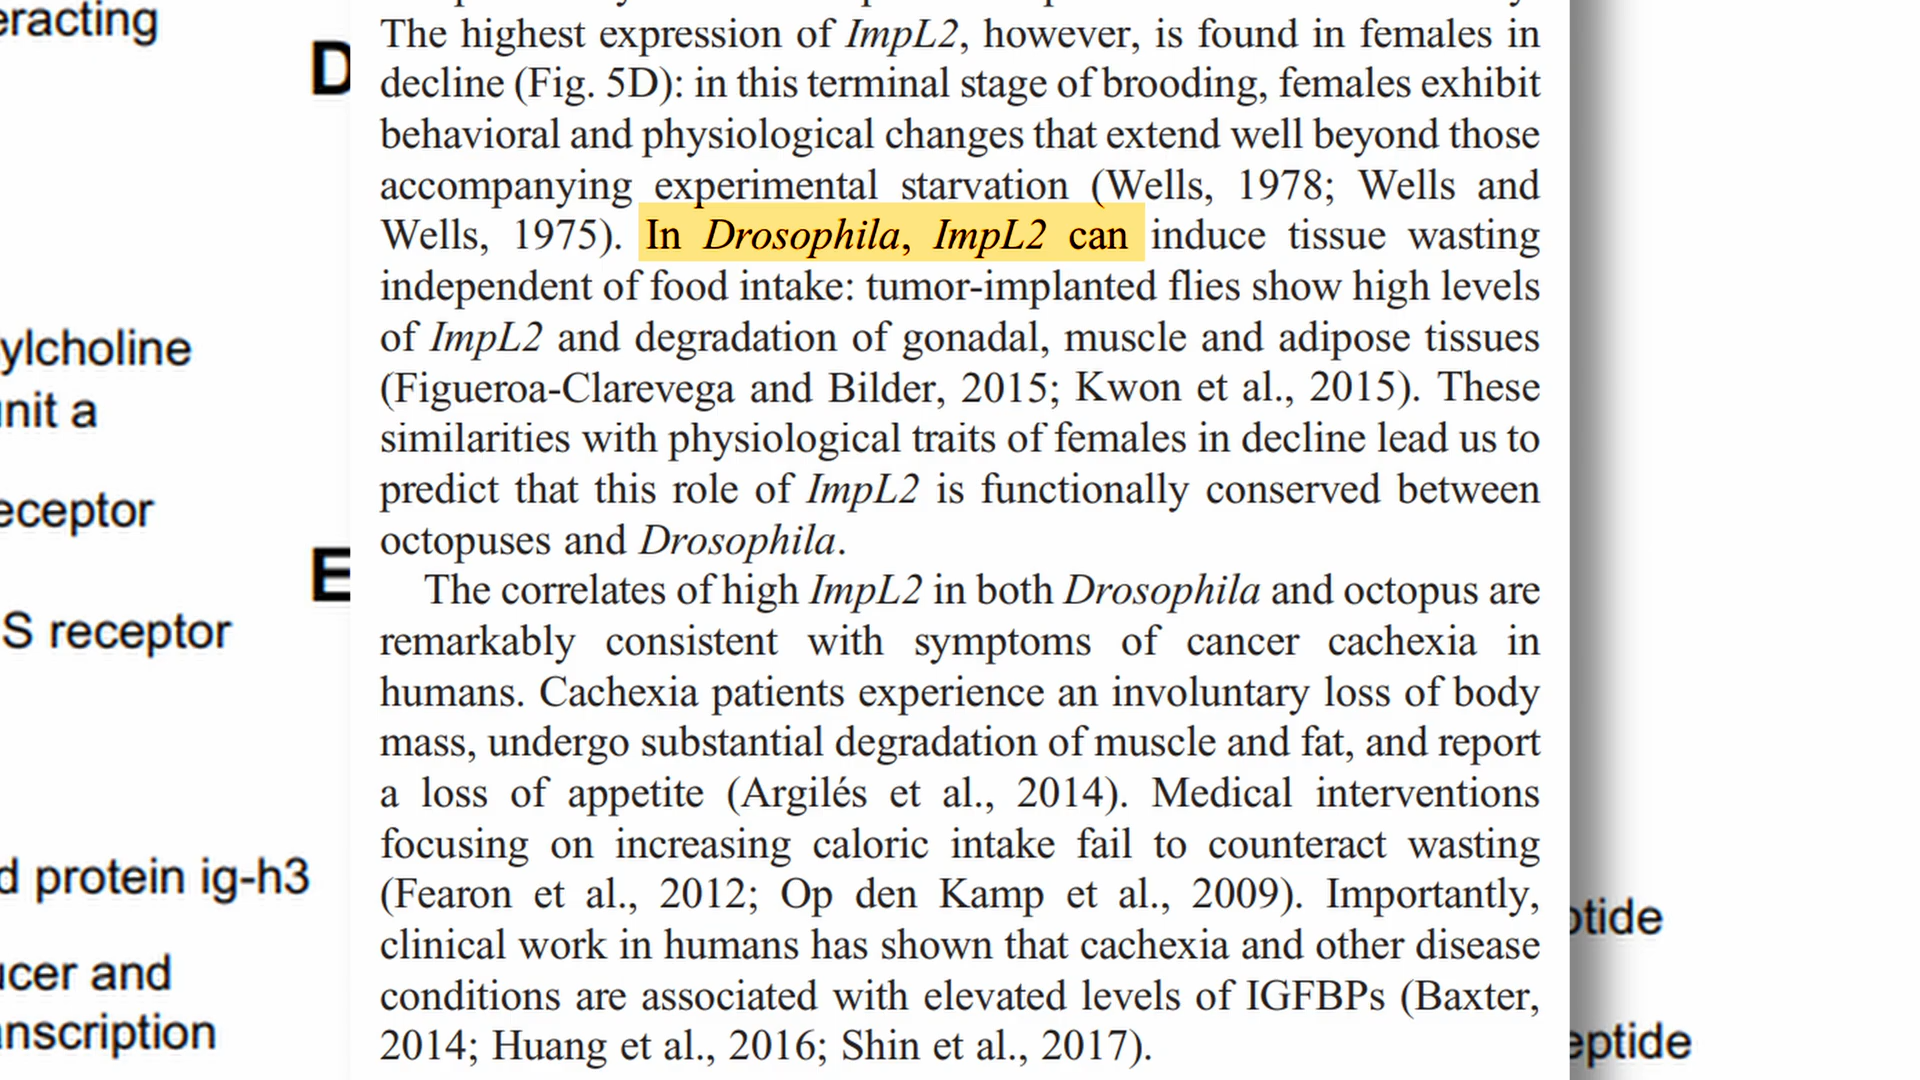 The highest expression of ImpL2, however, is found in females in
decline (Fig. 5D): in this terminal stage of brooding, females exhibit
behavioral and physiological changes that extend well beyond those
accompanying experimental starvation (Wells, 1978; Wells and
Wells, 1975). In Drosophila, ImpL2 can induce tissue wasting
independent of food intake: tumor-implanted flies show high levels
of ImpL2 and degradation of gonadal, muscle and adipose tissues
(Figueroa-Clarevega and Bilder, 2015; Kwon et al., 2015). These
similarities with physiological traits of females in decline lead us to
predict that this role of ImpL2 is functionally conserved between
octopuses and Drosophila.
The correlates of high ImpL2 in both Drosophila and octopus are
remarkably consistent with symptoms of cancer cachexia in
humans. Cachexia patients experience an involuntary loss of body
mass, undergo substantial degradation of muscle and fat, and report
a loss of appetite (Argilés et al., 2014). Medical interventions
focusing on increasing caloric intake fail to counteract wasting
(Fearon et al., 2012; Op den Kamp et al., 2009). Importantly,
clinical work in humans has shown that cachexia and other disease
conditions are associated with elevated levels of IGFBPs (Baxter,
2014; Huang et al., 2016; Shin et al., 2017).
eracting
D
ylcholine
nit a
eceptor
E
S receptor
d protein ig-h3
ucer and
anscription
otide
eptide